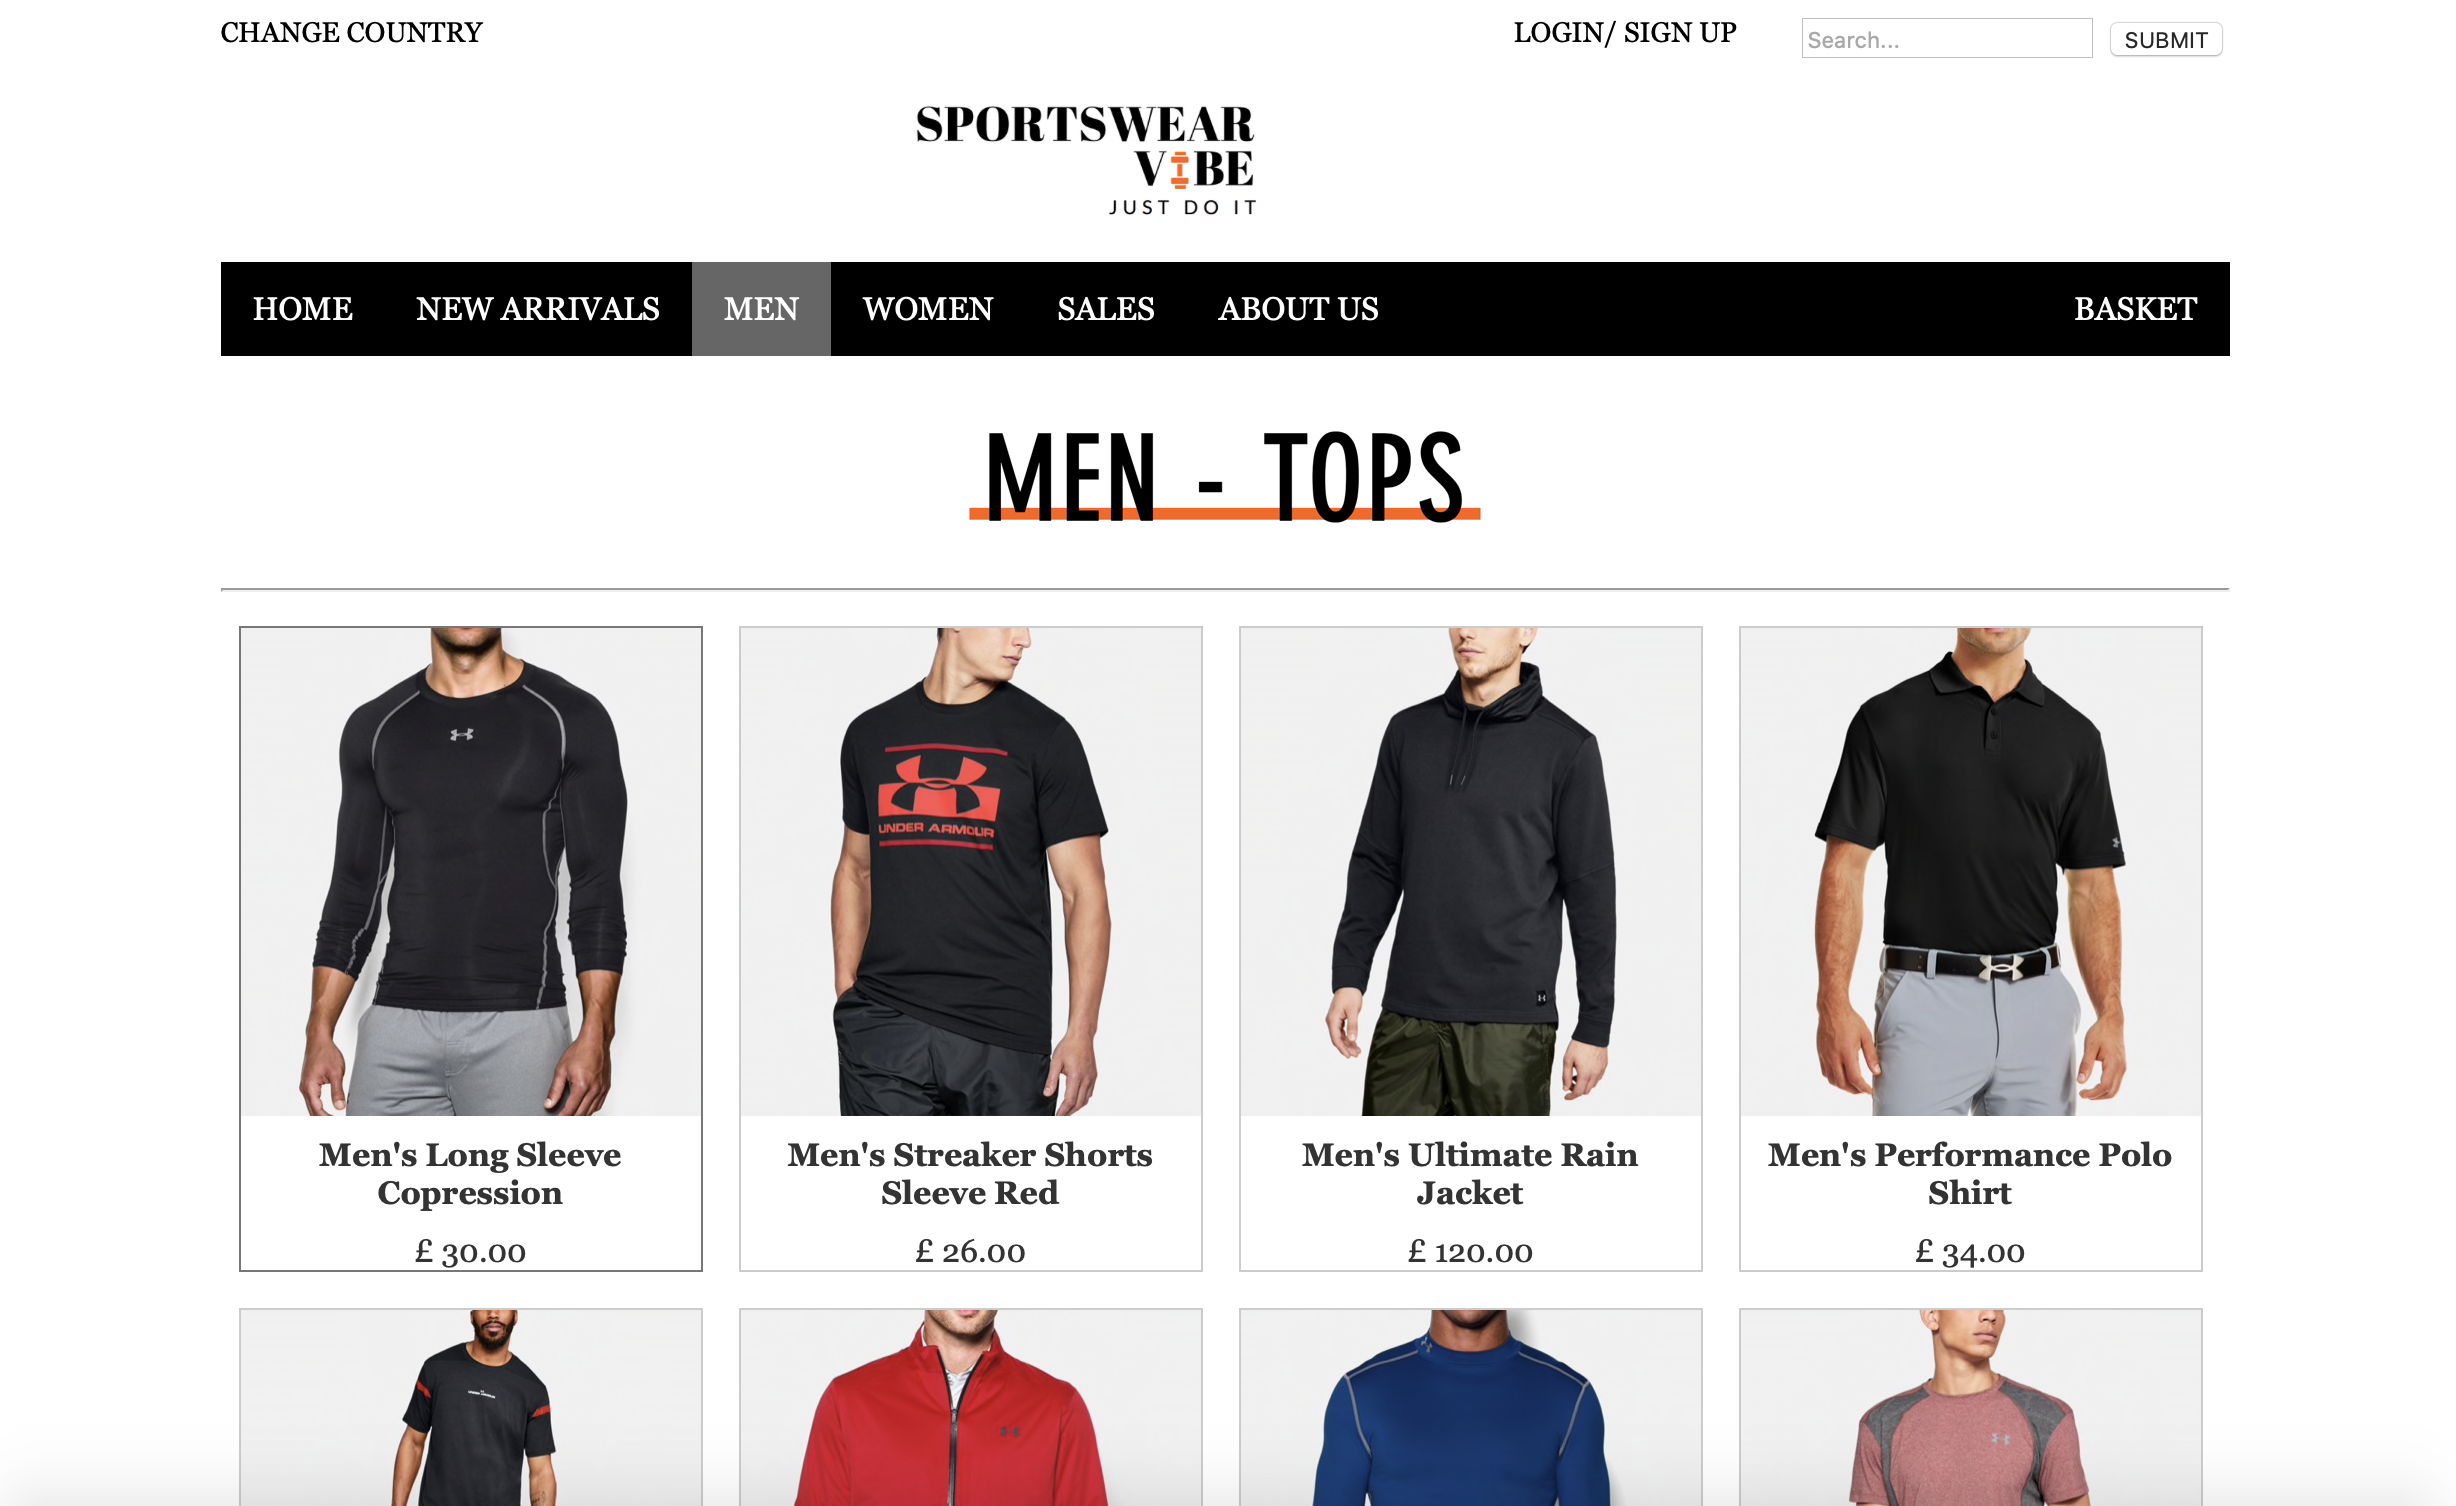 CHANGE COUNTRY
LOGIN/ SIGN UP
Search...
SUBMIT
SPORTSWEAR
VIBE
JUST DO IT
HOME
NEW ARRIVALS
MEN
WOMEN
SALES
ABOUT US
BASKET
MEN - TOPS
UNDER ARMOUR
Men's Long Sleeve
Copression
£ 30.00
Men's Streaker Shorts
Sleeve Red
£ 26.00
Men's Ultimate Rain
Jacket
£ 120.00
Men's Performance Polo
Shirt
£ 34.00